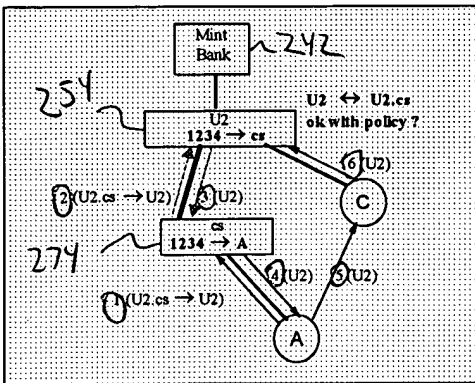 Mint
Bank
242
254
U2
1234 → cs
U2 ↔ U2.cs
ok with policy ?
6 (U2)
2 (U2.cs → U2)
3 (U2)
C
274
cs
1234 → A
4 (U2)
5 (U2)
1 (U2.cs → U2)
A